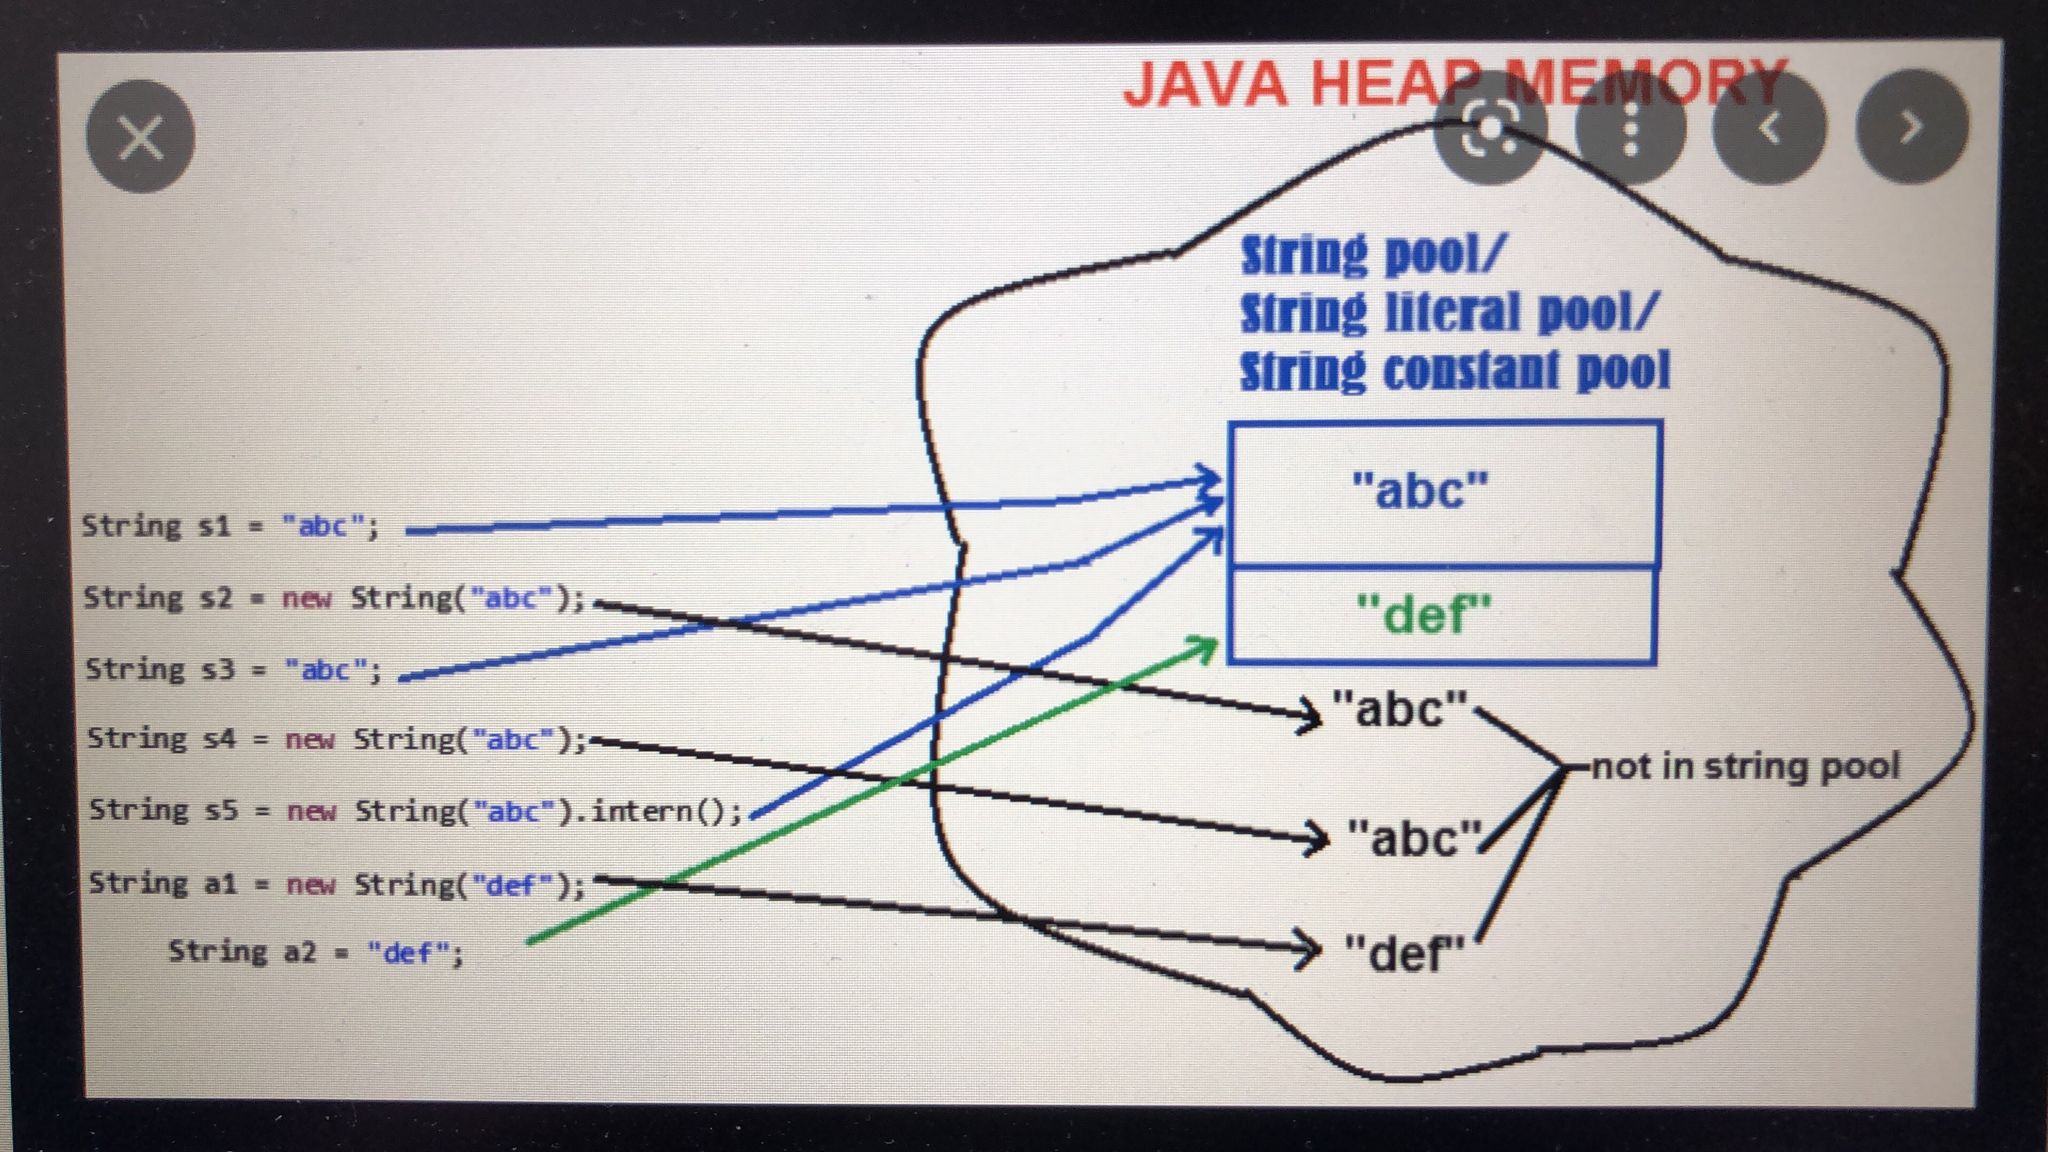 JAVA HEAP MEMORY
String pool/
String literal pool/
String constant pool
"abc"
"def"
String s1 = "abc";
String s2 = new String("abc");
String s3 = "abc";
String s4 = new String("abc");
String s5 = new String("abc").intern();
String a1 = new String("def");
String a2 = "def";
"abc"
not in string pool
"abc"
"def"